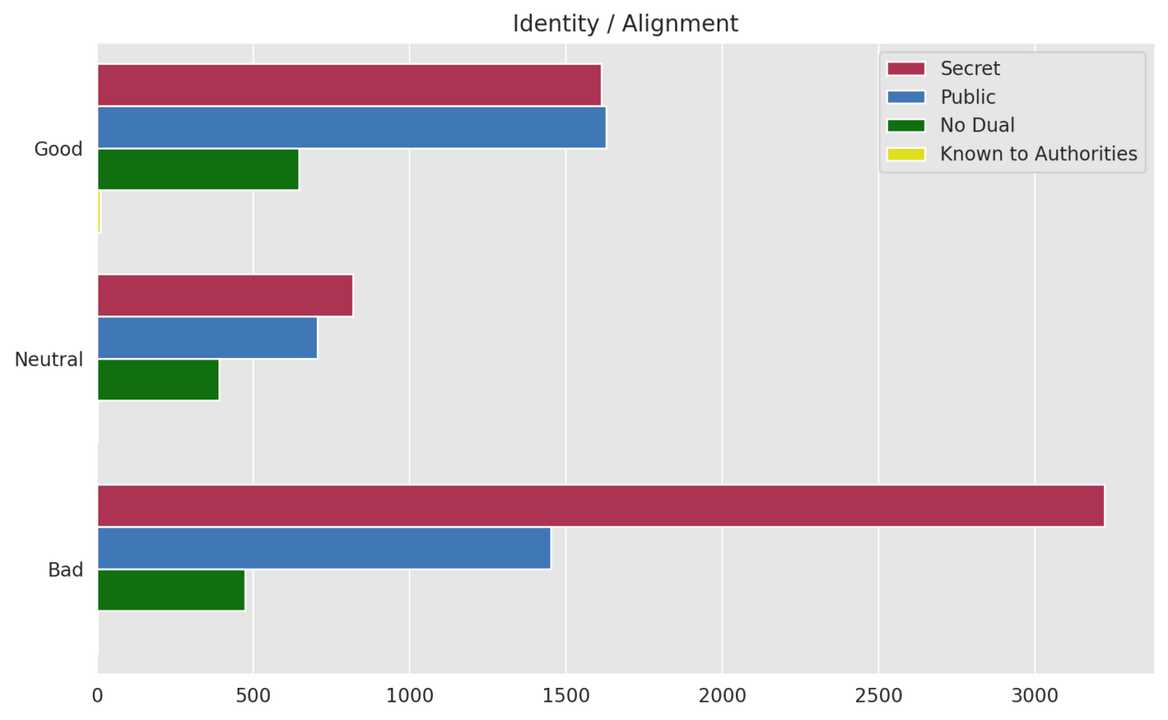 Identity / Alignment
Secret
Public
No Dual
Known to Authorities
Good
Neutral
Bad
0 500 1000 1500 2000 2500 3000